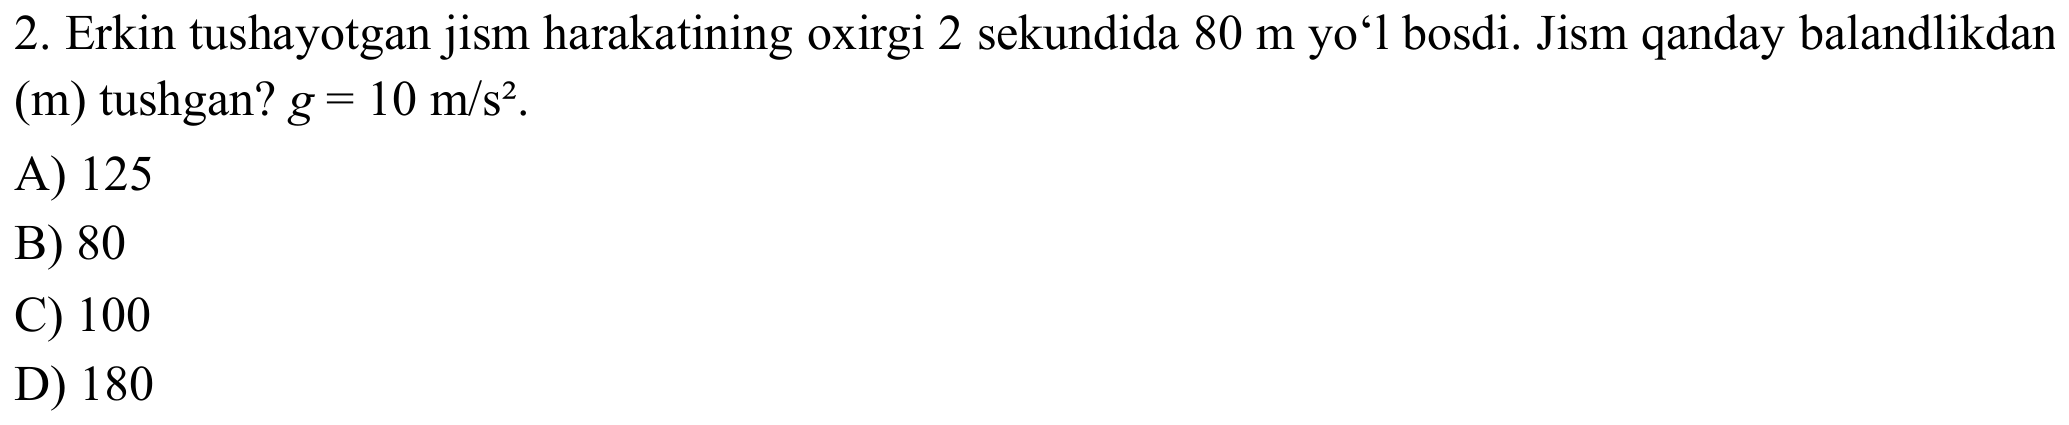 2. Erkin tushayotgan jism harakatining oxirgi 2 sekundida 80 m yo‘l bosdi. Jism qanday balandlikdan
(m) tushgan? g = 10 m/s².
A) 125
B) 80
C) 100
D) 180